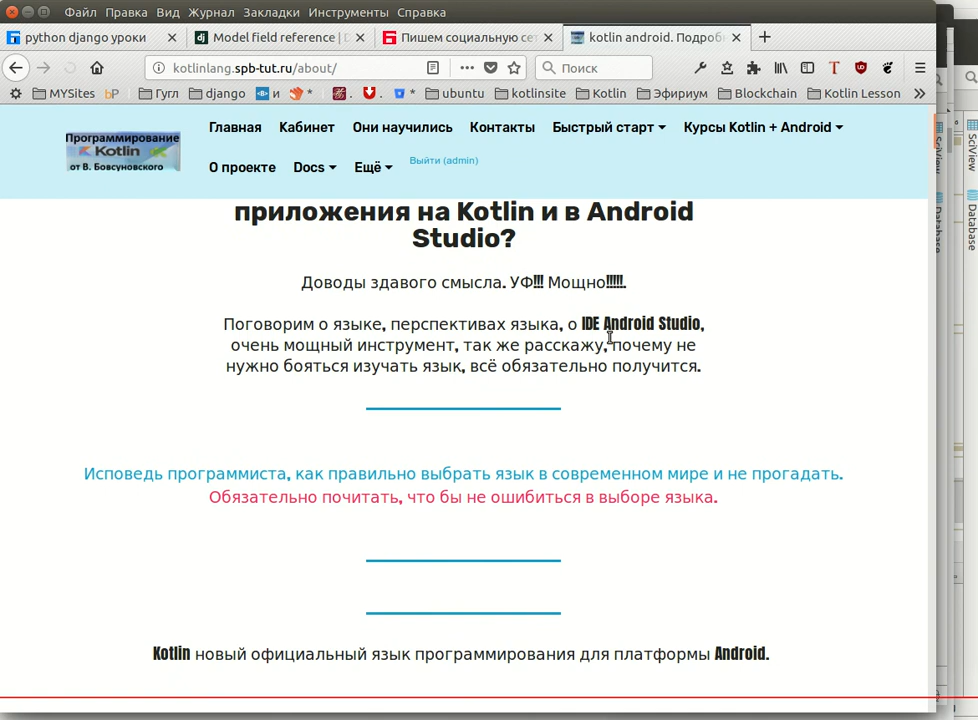 Файл Правка Вид Журнал Закладки Инструменты Справка
python django уроки Model field reference | D Пишем социальную сет kotlin android. Подробн
kotlinlang.spb-tut.ru/about/ Поиск
MYSites bP Гугл django и * ubuntu kotlinsite Kotlin Эфириум Blockchain Kotlin Lesson
Программирование
Kotlin
от В. Бовсуновского
Главная Кабинет Они научились Контакты Быстрый старт Курсы Kotlin + Android
О проекте Docs Ещё Выйти (admin)
приложения на Kotlin и в Android
Studio?
Доводы здавого смысла. УФ!!! Мощно!!!!!.
Поговорим о языке, перспективах языка, о IDE Android Studio,
очень мощный инструмент, так же расскажу, почему не
нужно бояться изучать язык, всё обязательно получится.
Исповедь программиста, как правильно выбрать язык в современном мире и не прогадать.
Обязательно почитать, что бы не ошибиться в выборе языка.
Kotlin новый официальный язык программирования для платформы Android.
SciView
Database